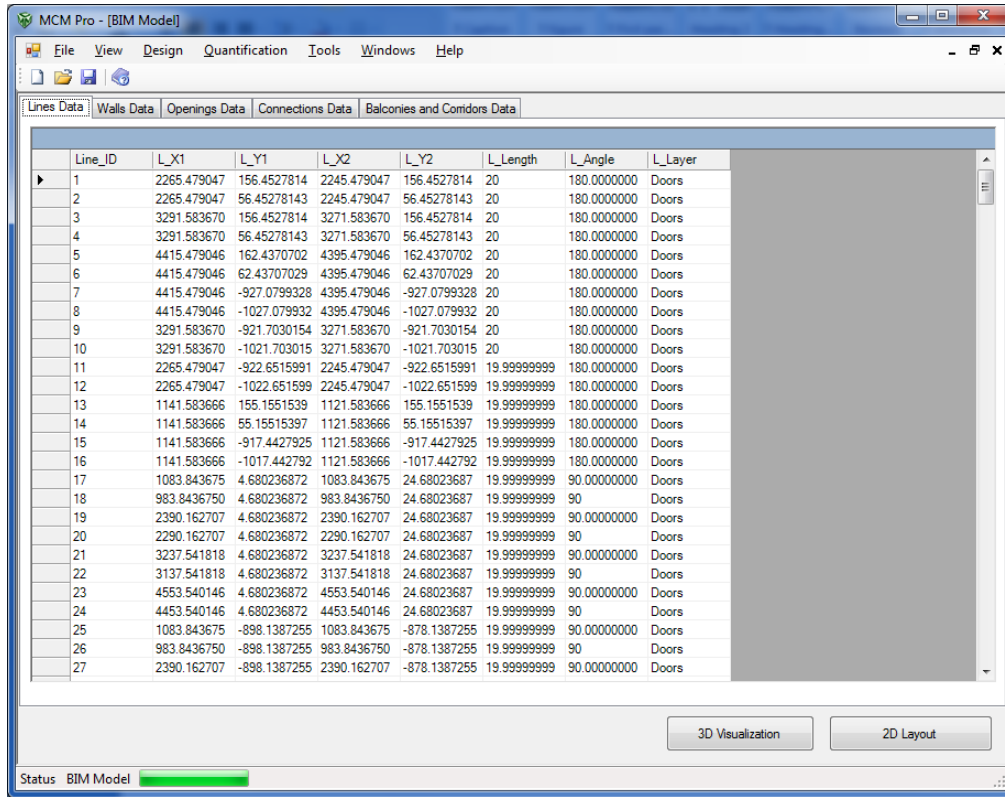 MCM Pro - [BIM Model]
File View Design Quantification Tools Windows Help
Lines Data Walls Data Openings Data Connections Data Balconies and Corridors Data
Line_ID L_X1 L_Y1 L_X2 L_Y2 L_Length L_Angle L_Layer
1 2265.479047 156.4527814 2245.479047 156.4527814 20 180.0000000 Doors
2 2265.479047 56.45278143 2245.479047 56.45278143 20 180.0000000 Doors
3 3291.583670 156.4527814 3271.583670 156.4527814 20 180.0000000 Doors
4 3291.583670 56.45278143 3271.583670 56.45278143 20 180.0000000 Doors
5 4415.479046 162.4370702 4395.479046 162.4370702 20 180.0000000 Doors
6 4415.479046 62.43707029 4395.479046 62.43707029 20 180.0000000 Doors
7 4415.479046 -927.0799328 4395.479046 -927.0799328 20 180.0000000 Doors
8 4415.479046 -1027.079932 4395.479046 -1027.079932 20 180.0000000 Doors
9 3291.583670 -921.7030154 3271.583670 -921.7030154 20 180.0000000 Doors
10 3291.583670 -1021.703015 3271.583670 -1021.703015 20 180.0000000 Doors
11 2265.479047 -922.6515991 2245.479047 -922.6515991 19.99999999 180.0000000 Doors
12 2265.479047 -1022.651599 2245.479047 -1022.651599 19.99999999 180.0000000 Doors
13 1141.583666 155.1551539 1121.583666 155.1551539 19.99999999 180.0000000 Doors
14 1141.583666 55.15515397 1121.583666 55.15515397 19.99999999 180.0000000 Doors
15 1141.583666 -917.4427925 1121.583666 -917.4427925 19.99999999 180.0000000 Doors
16 1141.583666 -1017.442792 1121.583666 -1017.442792 19.99999999 180.0000000 Doors
17 1083.843675 4.680236872 1083.843675 24.68023687 19.99999999 90.00000000 Doors
18 983.8436750 4.680236872 983.8436750 24.68023687 19.99999999 90 Doors
19 2390.162707 4.680236872 2390.162707 24.68023687 19.99999999 90.00000000 Doors
20 2290.162707 4.680236872 2290.162707 24.68023687 19.99999999 90 Doors
21 3237.541818 4.680236872 3237.541818 24.68023687 19.99999999 90.00000000 Doors
22 3137.541818 4.680236872 3137.541818 24.68023687 19.99999999 90 Doors
23 4553.540146 4.680236872 4553.540146 24.68023687 19.99999999 90.00000000 Doors
24 4453.540146 4.680236872 4453.540146 24.68023687 19.99999999 90 Doors
25 1083.843675 -898.1387255 1083.843675 -878.1387255 19.99999999 90.00000000 Doors
26 983.8436750 -898.1387255 983.8436750 -878.1387255 19.99999999 90 Doors
27 2390.162707 -898.1387255 2390.162707 -878.1387255 19.99999999 90.00000000 Doors
3D Visualization 2D Layout
Status BIM Model